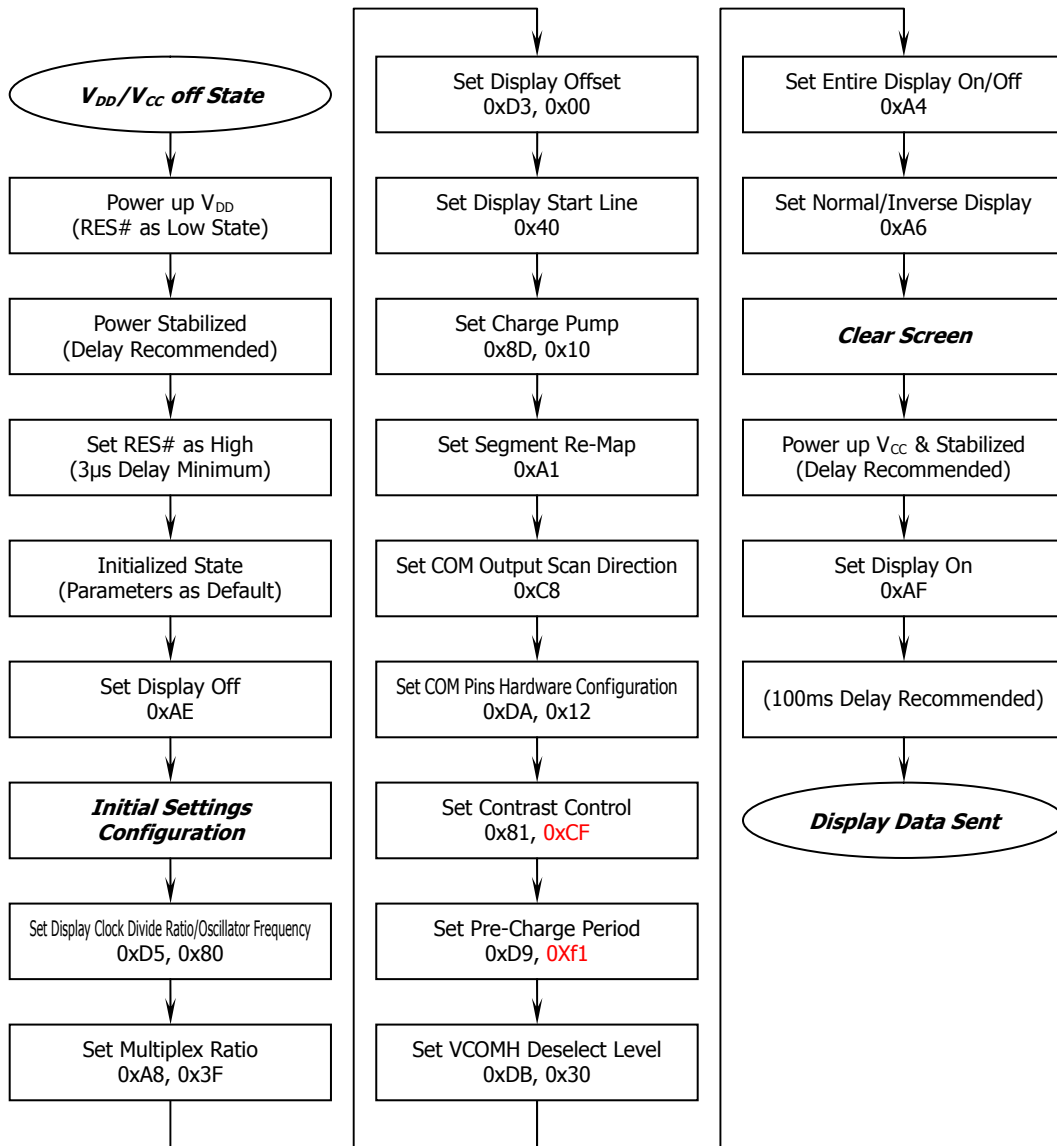 V_DD/V_CC off State
Power up V_DD
(RES# as Low State)
Power Stabilized
(Delay Recommended)
Set RES# as High
(3μs Delay Minimum)
Initialized State
(Parameters as Default)
Set Display Off
0xAE
Initial Settings
Configuration
Set Display Clock Divide Ratio/Oscillator Frequency
0xD5, 0x80
Set Multiplex Ratio
0xA8, 0x3F
Set Display Offset
0xD3, 0x00
Set Display Start Line
0x40
Set Charge Pump
0x8D, 0x10
Set Segment Re-Map
0xA1
Set COM Output Scan Direction
0xC8
Set COM Pins Hardware Configuration
0xDA, 0x12
Set Contrast Control
0x81, 0xCF
Set Pre-Charge Period
0xD9, 0Xf1
Set VCOMH Deselect Level
0xDB, 0x30
Set Entire Display On/Off
0xA4
Set Normal/Inverse Display
0xA6
Clear Screen
Power up V_CC & Stabilized
(Delay Recommended)
Set Display On
0xAF
(100ms Delay Recommended)
Display Data Sent